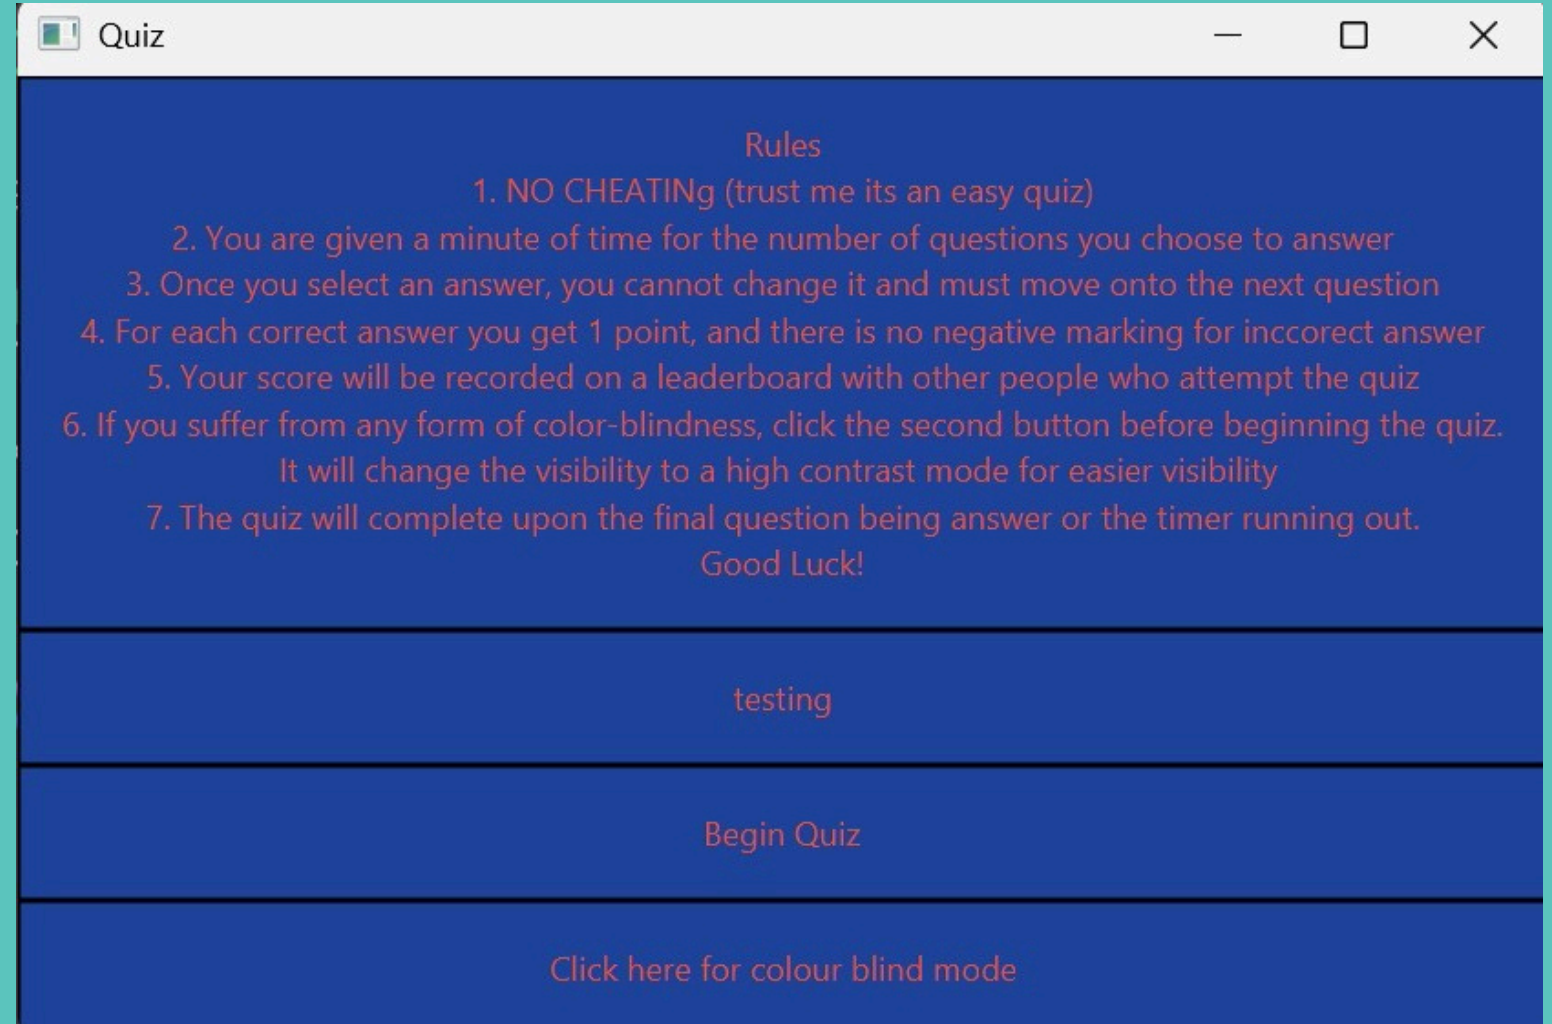 Quiz
Rules
1. NO CHEATINg (trust me its an easy quiz)
2. You are given a minute of time for the number of questions you choose to answer
3. Once you select an answer, you cannot change it and must move onto the next question
4. For each correct answer you get 1 point, and there is no negative marking for inccorect answer
5. Your score will be recorded on a leaderboard with other people who attempt the quiz
6. If you suffer from any form of color-blindness, click the second button before beginning the quiz.
It will change the visibility to a high contrast mode for easier visibility
7. The quiz will complete upon the final question being answer or the timer running out.
Good Luck!
testing
Begin Quiz
Click here for colour blind mode